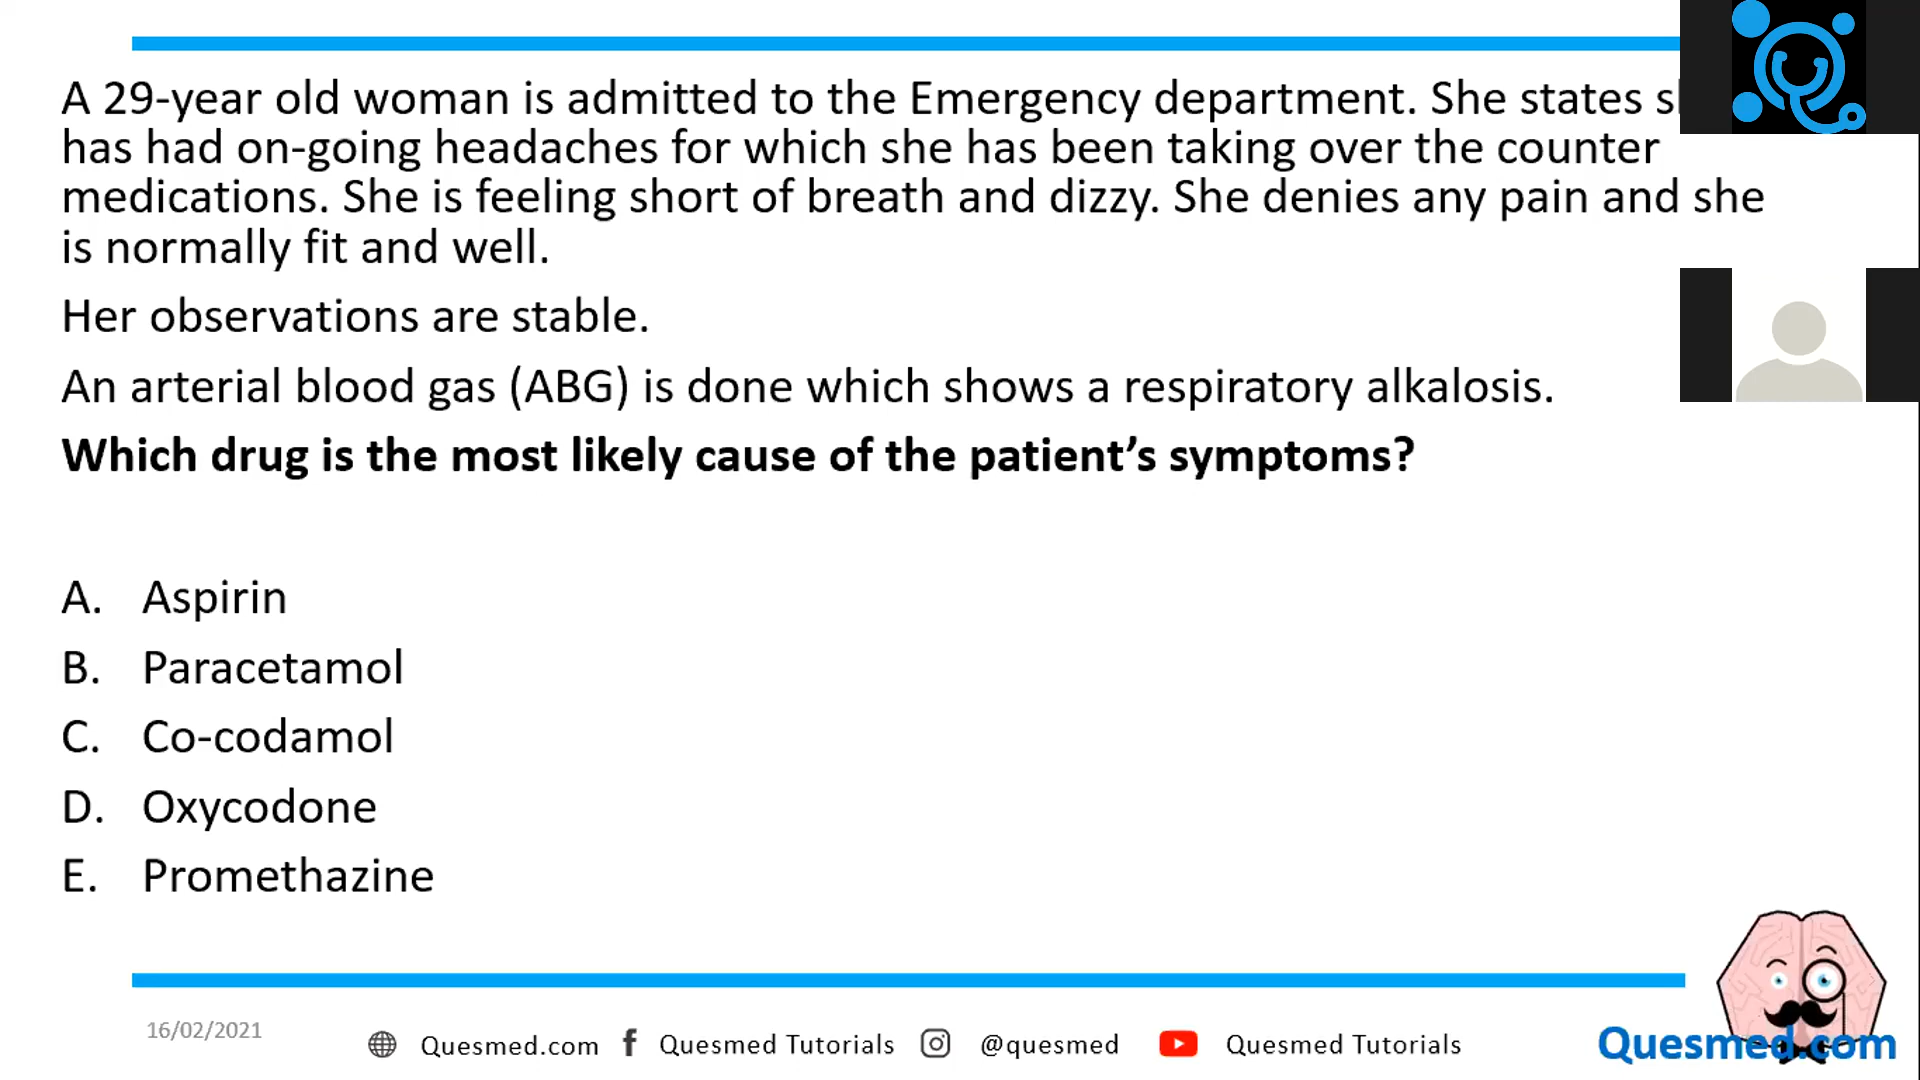 A 29-year old woman is admitted to the Emergency department. She states
has had on-going headaches for which she has been taking over the counter
medications. She is feeling short of breath and dizzy. She denies any pain and she
is normally fit and well.
Her observations are stable.
An arterial blood gas (ABG) is done which shows a respiratory alkalosis.
Which drug is the most likely cause of the patient’s symptoms?
A. Aspirin
B. Paracetamol
C. Co-codamol
D. Oxycodone
E. Promethazine
16/02/2021
Quesmed.com
Quesmed Tutorials
@quesmed
Quesmed Tutorials
Quesmed.com